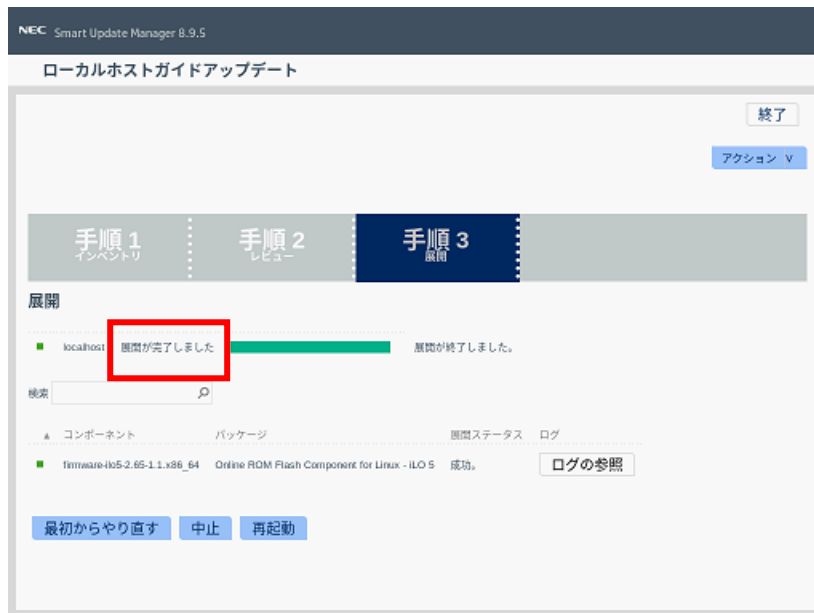 NEC Smart Update Manager 8.9.5
ローカルホストガイドアップデート
終了
アクション ∨
手順 1
インベントリ
手順 2
レビュー
手順 3
展開
展開
localhost 展開が完了しました 展開が終了しました。
検索
▲ コンポーネント パッケージ 展開ステータス ログ
firmware-ilo5-2.65-1.1.x86_64 Online ROM Flash Component for Linux - iLO 5 成功。 ログの参照
最初からやり直す 中止 再起動